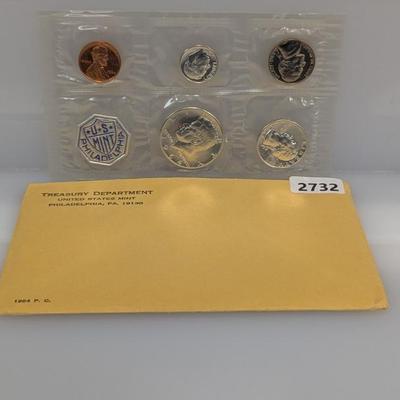 U.S.
MINT
PHILADELPHIA
2732
TREASURY DEPARTMENT
UNITED STATES MINT
PHILADELPHIA, PA. 19130
1964 P. C.